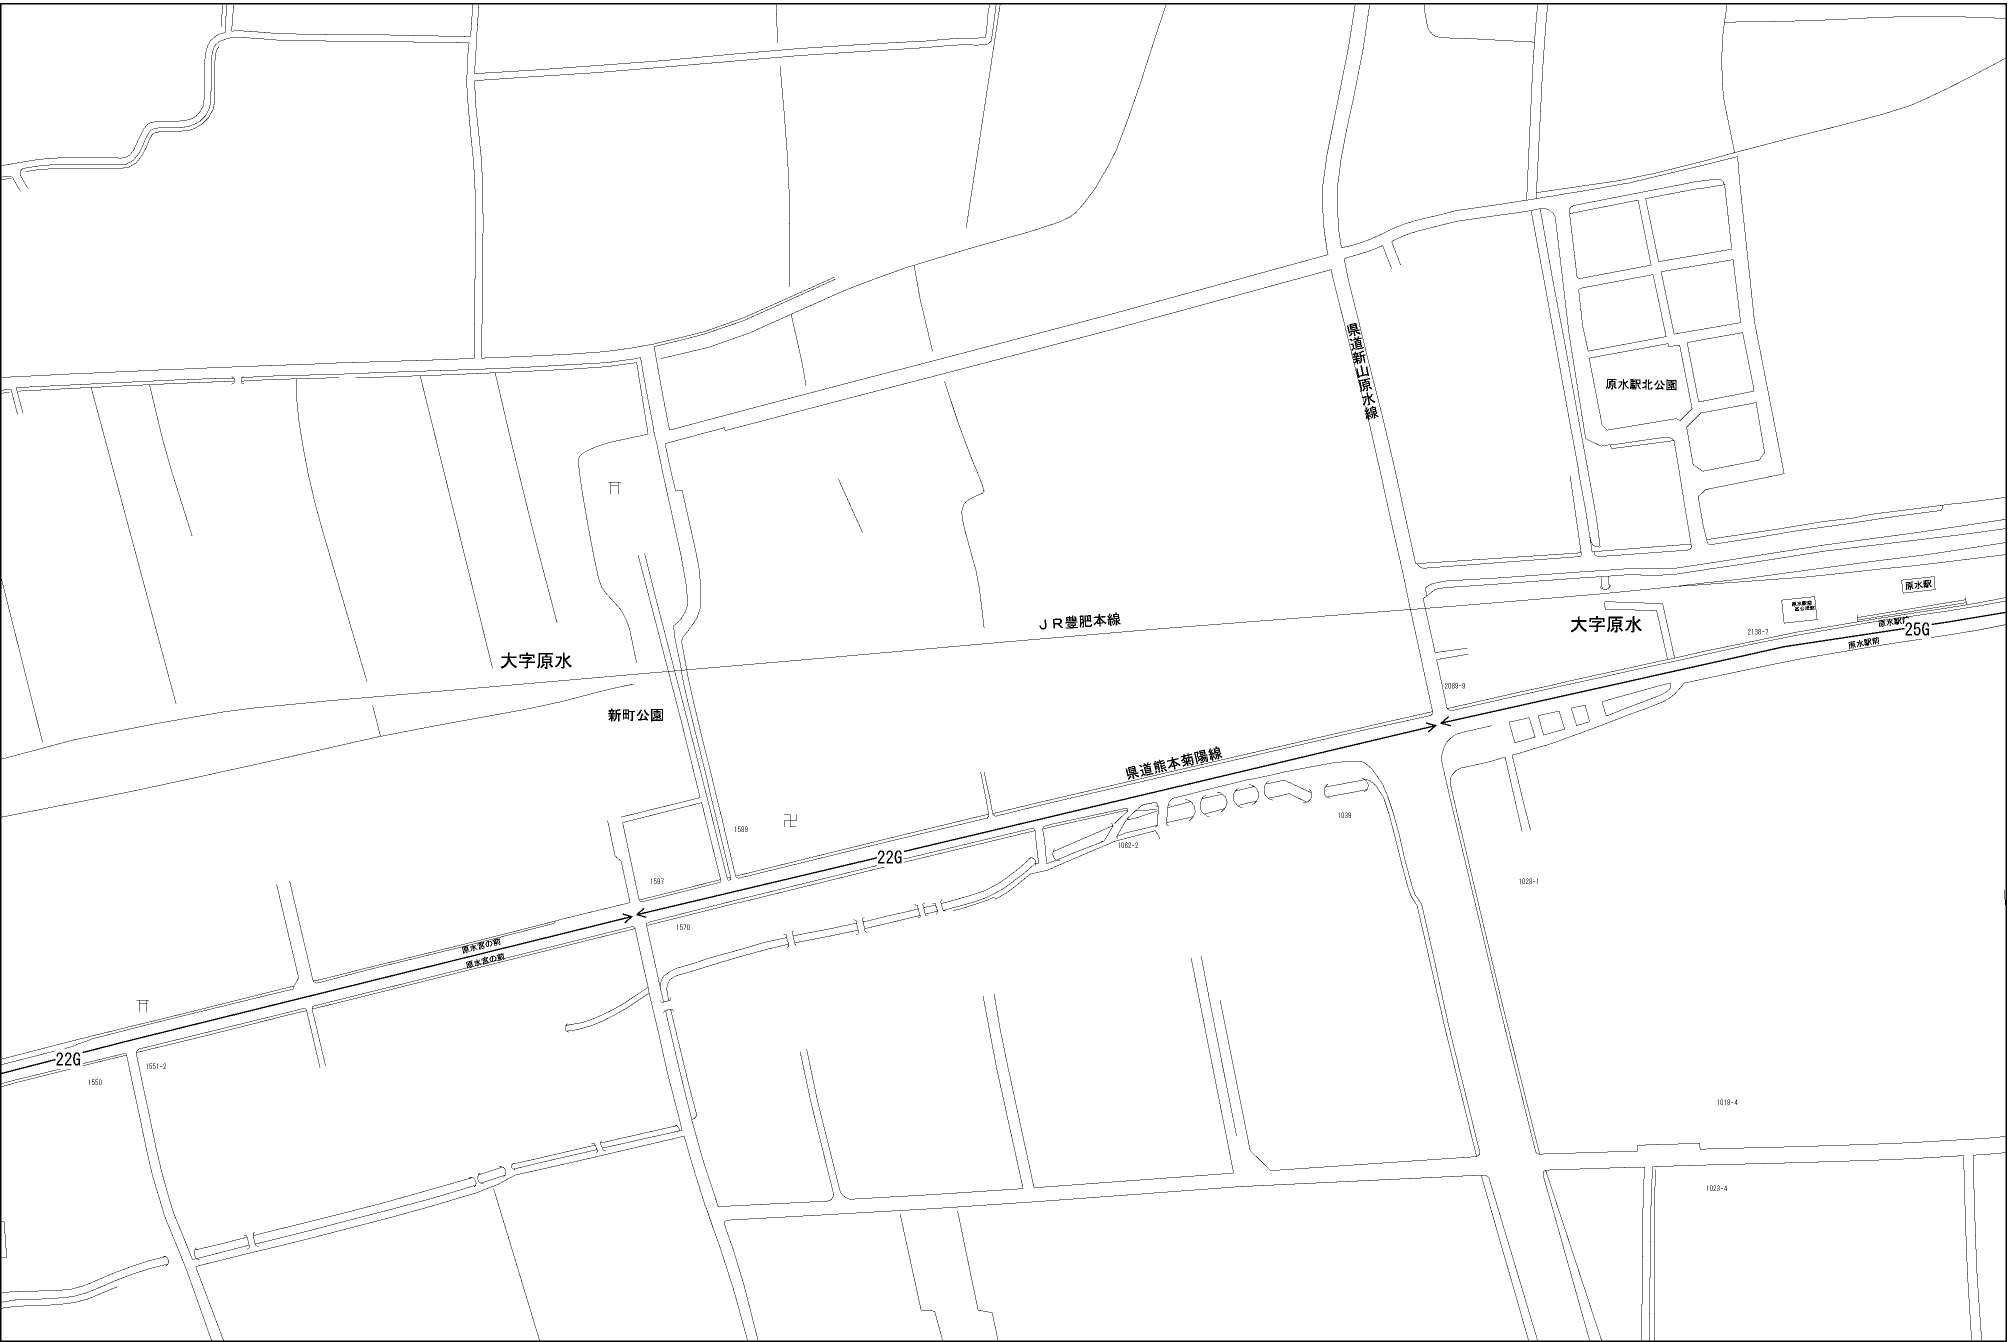 県道新山原水線
原水駅北公園
原水駅
ＪＲ豊肥本線
大字原水
2138-7
原水駅前
25G
原水駅前
大字原水
2089-9
新町公園
県道熊本菊陽線
1589
1039
1062-2
22G
1597
1028-1
1570
原水宮の前
原水宮の前
22G
1551-2
1550
1018-4
1023-4